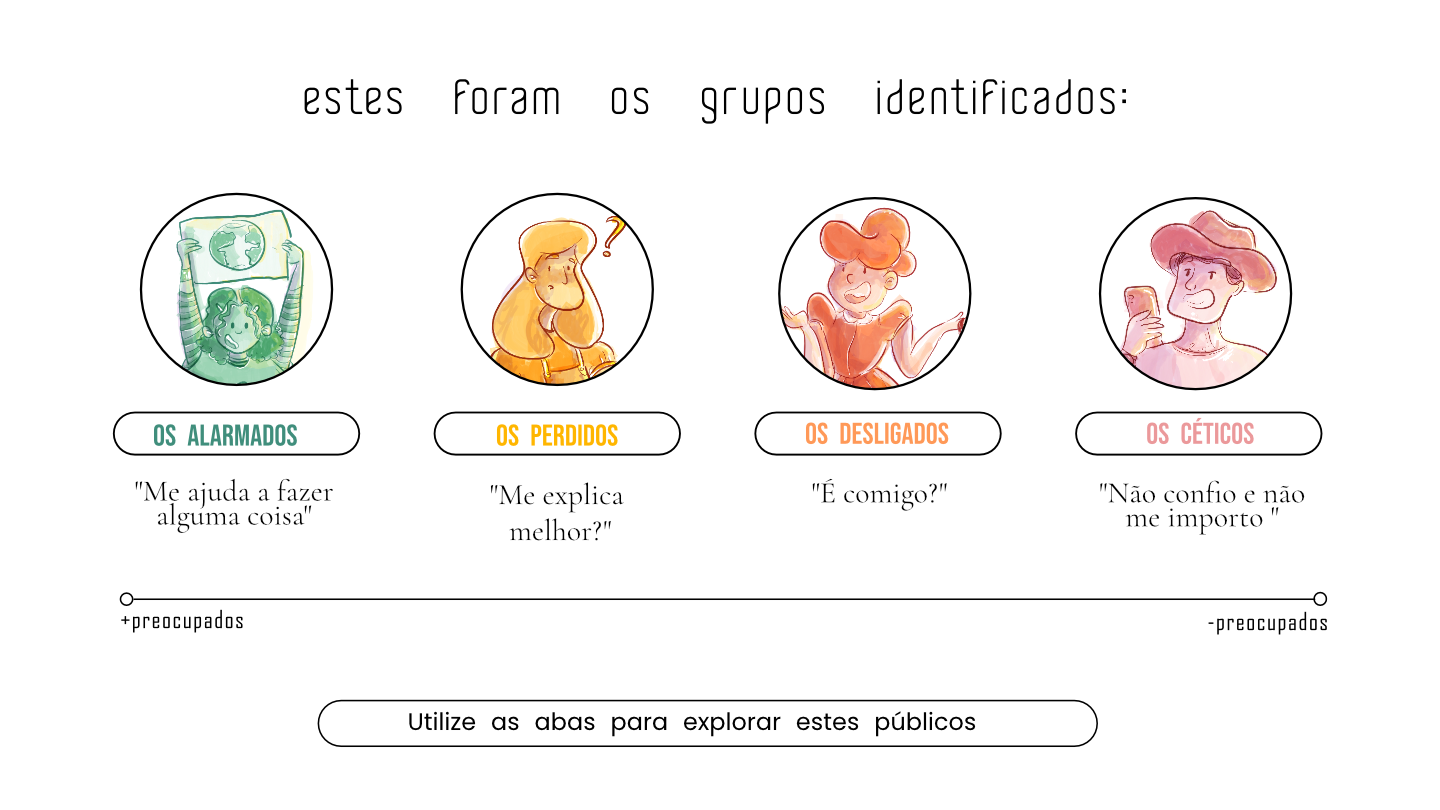 estes foram os grupos identificados:
?
OS ALARMADOS
OS PERDIDOS
OS DESLIGADOS
OS CÉTICOS
"Me ajuda a fazer
alguma coisa"
"Me explica
melhor?"
"É comigo?"
"Não confio e não
me importo "
+preocupados
-preocupados
Utilize as abas para explorar estes públicos